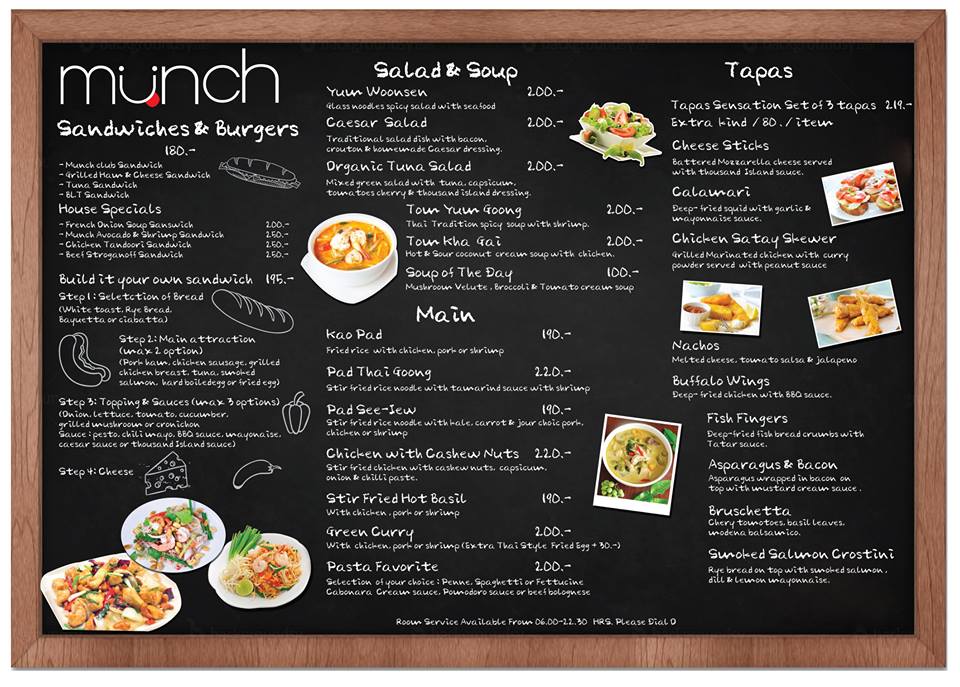 munch
Sandwiches & Burgers
180.-
- Munch club Sandwich
- Grilled Ham & Cheese Sandwich
- Tuna Sandwich
- BLT Sandwich
House Specials
- French Onion Soup Sanswich 200.-
- Munch Avocado & Shrimp Sandwich 250.-
- Chicken Tandoori Sandwich 250.-
- Beef Stroganoff Sandwich 250.-
Build it your own sandwich 195.-
Step 1 : Seletction of Bread
(White toast, Rye Bread,
Bayuetta or ciabatta)
Step 2: Main attraction
(max 2 option)
(Pork ham, chicken sausage, grilled
chicken breast, tuna, smoked
salmon, hard boiledegg or fried egg)
Step 3: Topping & Sauces (max 3 options)
(Onion, lettuce, tomato, cucumber,
grilled mushroom or cronichon
Sauce : pesto, chili mayo, BBQ sauce, mayonaise,
caesar sauce or thousand Island sauce)
Step 4: Cheese
Salad & Soup
Yum Woonsen 200.-
Glass noodles spicy salad with seafood
Caesar Salad 200.-
Traditional salad dish with bacon,
crouton & homemade Caesar dressing.
Organic Tuna Salad 200.-
Mixed green salad with tuna, capsicum,
tomatoes cherry & thousand island dressing.
Tom Yum Goong 200.-
Thai Tradition spicy soup with shrimp.
Tom Kha Gai 200.-
Hot & Sour coconut cream soup with chicken.
Soup of The Day 100.-
Mushroom Velute , Broccoli & Tomato cream soup
Main
Kao Pad 190.-
Fried rice with chicken, pork or shrimp
Pad Thai Goong 220.-
Stir fried rice noodle with tamarind sauce with shrimp
Pad See-Iew 190.-
Stir fried rice noodle with kale, carrot & your choic pork,
chicken or shrimp
Chicken with Cashew Nuts 220.-
Stir fried chicken with cashew nuts, capsicum,
onion & chilli paste.
Stir Fried Hot Basil 190.-
With chicken , pork or shrimp
Green Curry 200.-
With chicken, pork or shrimp (Extra Thai Style Fried Egg + 30.-)
Pasta Favorite 200.-
Selection of your choice : Penne, Spaghetti or Fettucine
Cabonara Cream sauce, Pomodoro sauce or beef bolognese
Tapas
Tapas Sensation Set of 3 tapas 219.-
Extra kind / 80 . / item
Cheese Sticks
Battered Mozzarella cheese served
with thousand Island sauce.
Calamari
Deep-fried squid with garlic &
mayonnaise sauce.
Chicken Satay Skewer
Grilled Marinated chicken with curry
powder served with peanut sauce
Nachos
Melted cheese, tomato salsa & jalapeno
Buffalo Wings
Deep-fried chicken with BBQ sauce.
Fish Fingers
Deep-fried fish bread crumbs with
Tatar sauce.
Asparagus & Bacon
Asparagus wrapped in bacon on
top with mustard cream sauce .
Bruschetta
Chery tomotoes, basil leaves,
modena balsamico.
Smoked Salmon Crostini
Rye bread on top with smoked salmon ,
dill & lemon mayonnaise.
Room Service Available From 06.00-22.30 HRS. Please Dial 0